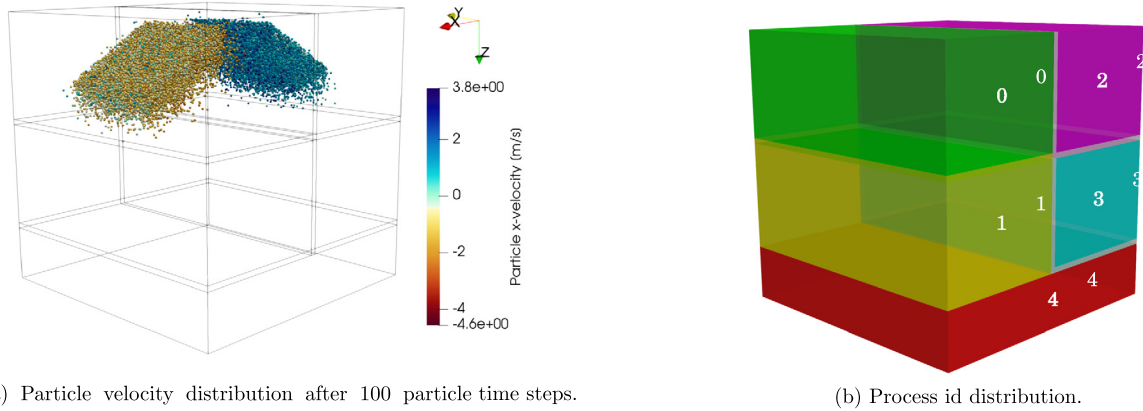 Y
X
Z
3.8e+00
2
0
-2
-4
-4.6e+00
Particle x-velocity (m/s)
) Particle velocity distribution after 100 particle time steps.
0
0
2
2
1
1
3
3
4
4
(b) Process id distribution.